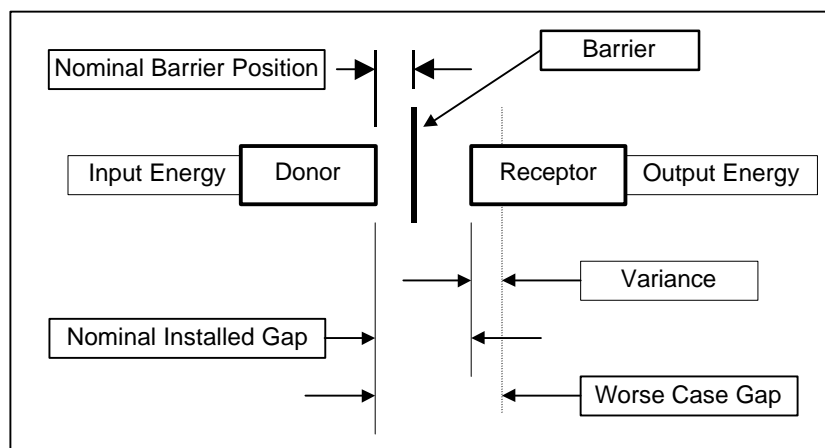 Barrier
Nominal Barrier Position
Input Energy
Donor
Receptor
Output Energy
Variance
Nominal Installed Gap
Worse Case Gap